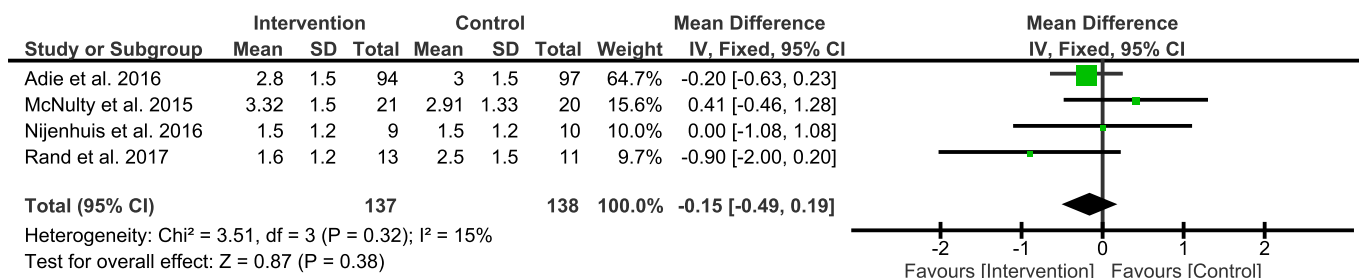 Intervention Control Mean Difference Mean Difference
Study or Subgroup Mean SD Total Mean SD Total Weight IV, Fixed, 95% CI IV, Fixed, 95% CI
Adie et al. 2016 2.8 1.5 94 3 1.5 97 64.7% -0.20 [-0.63, 0.23]
McNulty et al. 2015 3.32 1.5 21 2.91 1.33 20 15.6% 0.41 [-0.46, 1.28]
Nijenhuis et al. 2016 1.5 1.2 9 1.5 1.2 10 10.0% 0.00 [-1.08, 1.08]
Rand et al. 2017 1.6 1.2 13 2.5 1.5 11 9.7% -0.90 [-2.00, 0.20]
Total (95% CI) 137 138 100.0% -0.15 [-0.49, 0.19]
Heterogeneity: Chi² = 3.51, df = 3 (P = 0.32); I² = 15%
Test for overall effect: Z = 0.87 (P = 0.38)
-2 -1 0 1 2
Favours [Intervention] Favours [Control]